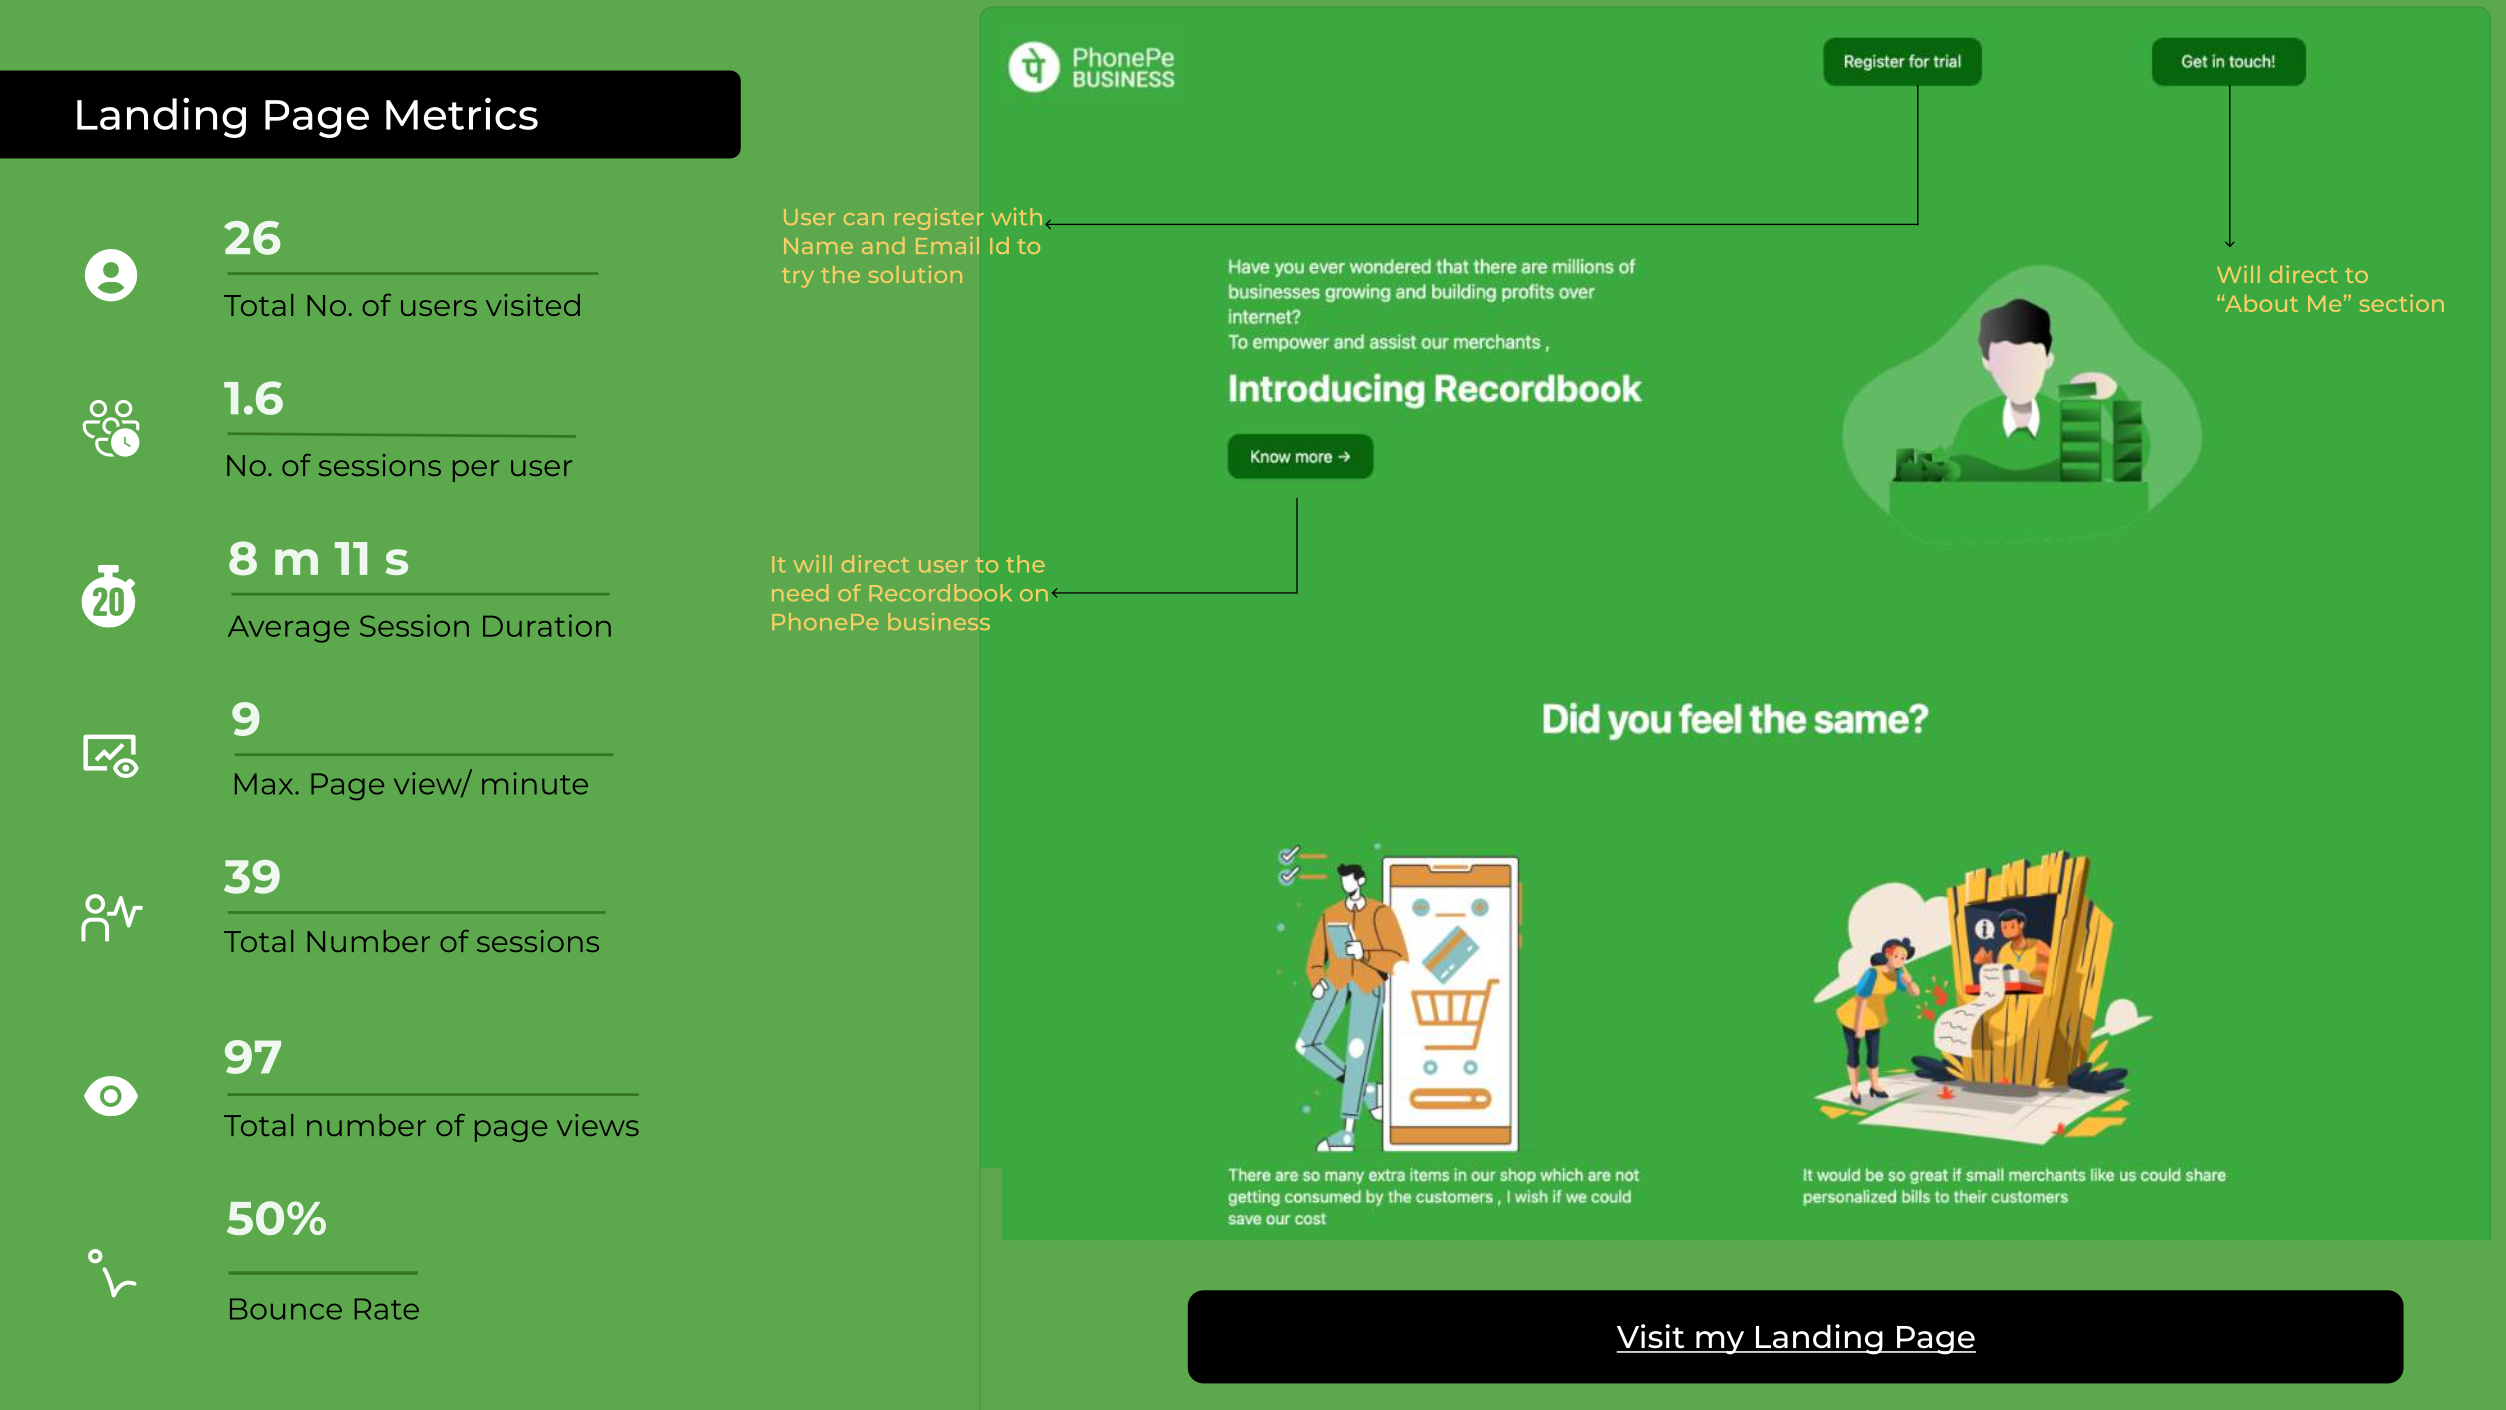 Landing Page Metrics
26
Total No. of users visited
1.6
No. of sessions per user
8 m 11 s
20
Average Session Duration
9
Max. Page view/ minute
39
Total Number of sessions
97
Total number of page views
50%
Bounce Rate
पे
PhonePe
BUSINESS
Register for trial
Get in touch!
User can register with
Name and Email Id to
try the solution
Will direct to
“About Me” section
Have you ever wondered that there are millions of
businesses growing and building profits over
internet?
To empower and assist our merchants ,
Introducing Recordbook
Know more →
It will direct user to the
need of Recordbook on
PhonePe business
Did you feel the same?
i
There are so many extra items in our shop which are not
getting consumed by the customers , I wish if we could
save our cost
It would be so great if small merchants like us could share
personalized bills to their customers
Visit my Landing Page